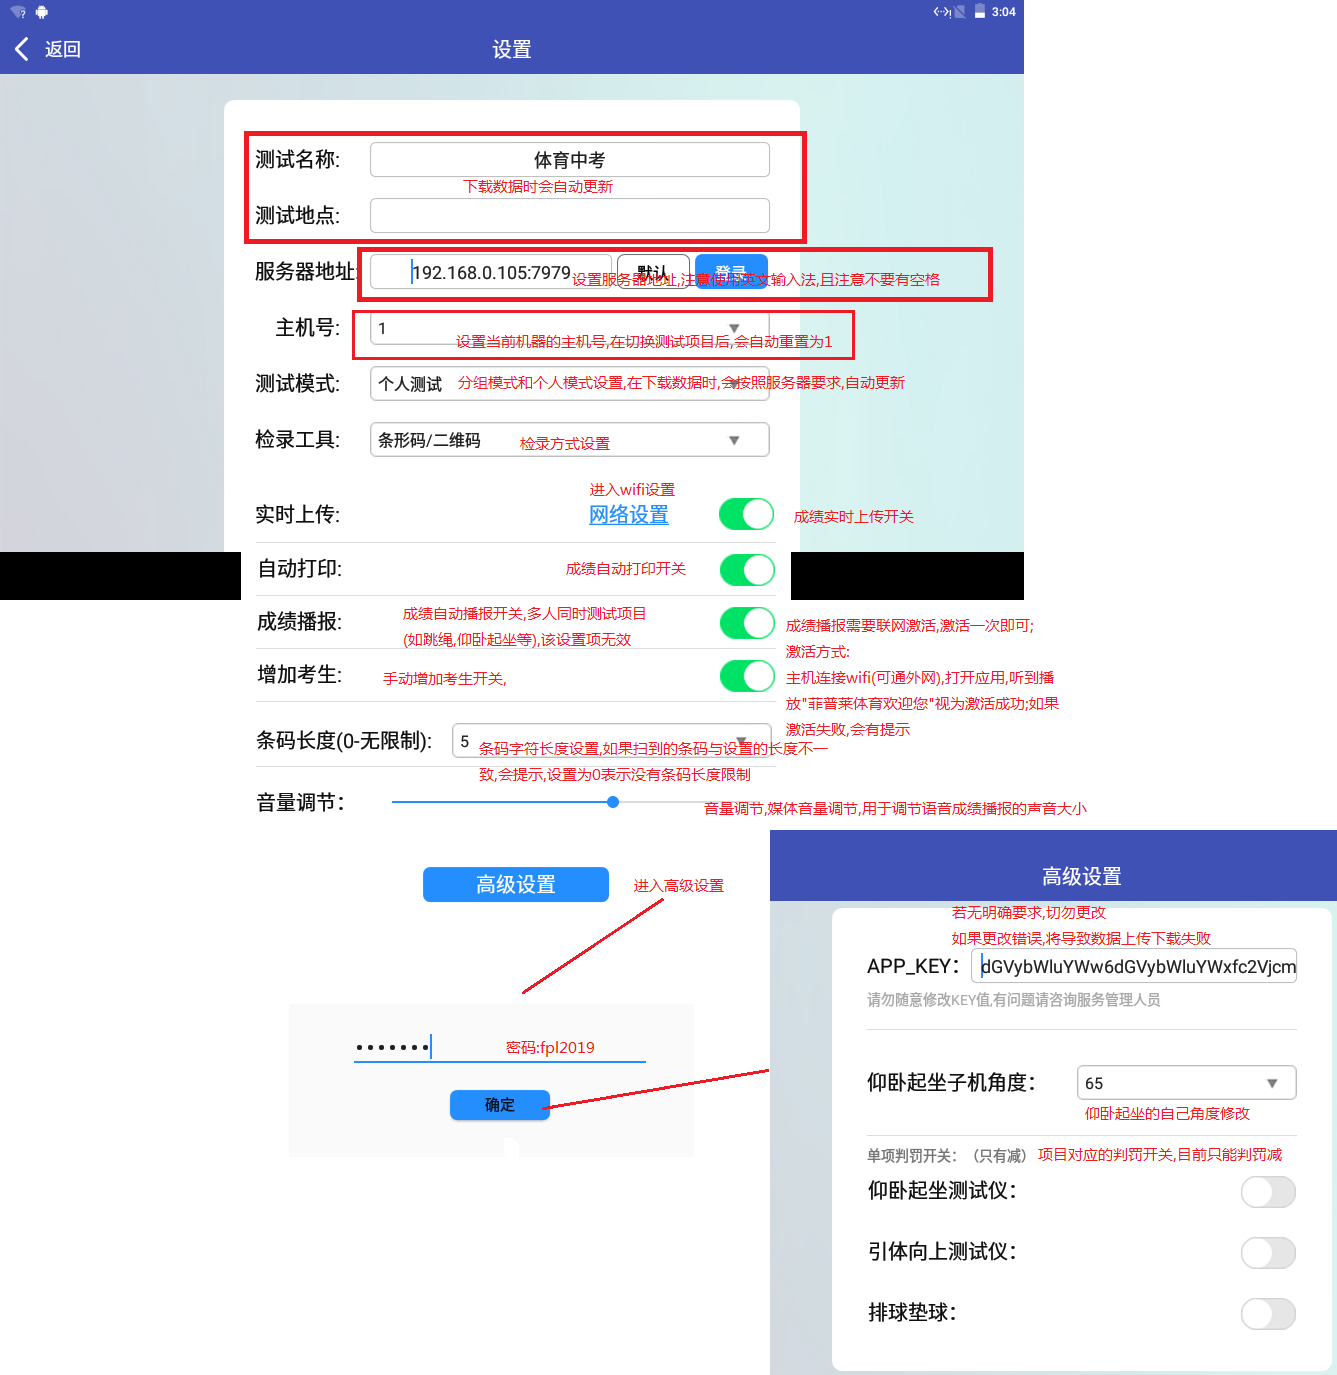 3:04
返回
设置
测试名称:
体育中考
下载数据时会自动更新
测试地点:
服务器地址:
192.168.0.105:7979
默认
登录
设置服务器地址,注意使用英文输入法,且注意不要有空格
主机号:
1
设置当前机器的主机号,在切换测试项目后,会自动重置为1
测试模式:
个人测试
分组模式和个人模式设置,在下载数据时,会按照服务器要求,自动更新
检录工具:
条形码/二维码
检录方式设置
进入wifi设置
实时上传:
网络设置
成绩实时上传开关
自动打印:
成绩自动打印开关
成绩播报:
成绩自动播报开关,多人同时测试项目
(如跳绳,仰卧起坐等),该设置项无效
成绩播报需要联网激活,激活一次即可;
激活方式:
主机连接wifi(可通外网),打开应用,听到播
放"菲普莱体育欢迎您"视为激活成功;如果
激活失败,会有提示
增加考生:
手动增加考生开关,
条码长度(0-无限制):
5
条码字符长度设置,如果扫到的条码与设置的长度不一
致,会提示,设置为0表示没有条码长度限制
音量调节：
音量调节,媒体音量调节,用于调节语音成绩播报的声音大小
高级设置
进入高级设置
密码:fpl2019
确定
高级设置
若无明确要求,切勿更改
如果更改错误,将导致数据上传下载失败
APP_KEY：
dGVybWluYWw6dGVybWluYWxfc2Vjcm
请勿随意修改KEY值,有问题请咨询服务管理人员
仰卧起坐子机角度：
65
仰卧起坐的自己角度修改
单项判罚开关：（只有减）
项目对应的判罚开关,目前只能判罚减
仰卧起坐测试仪：
引体向上测试仪：
排球垫球：